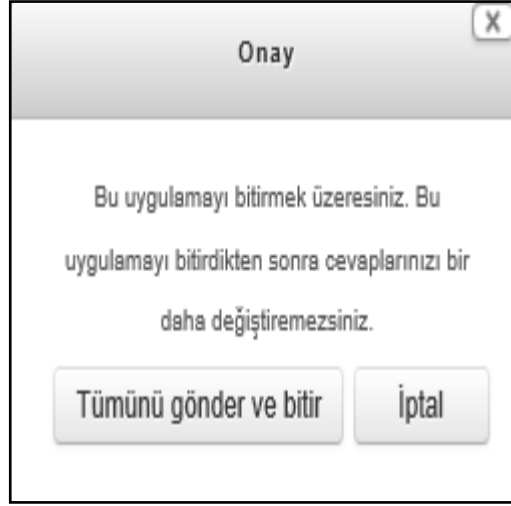 X
Onay
Bu uygulamayı bitirmek üzeresiniz. Bu
uygulamayı bitirdikten sonra cevaplarınızı bir
daha değiştiremezsiniz.
Tümünü gönder ve bitir
İptal